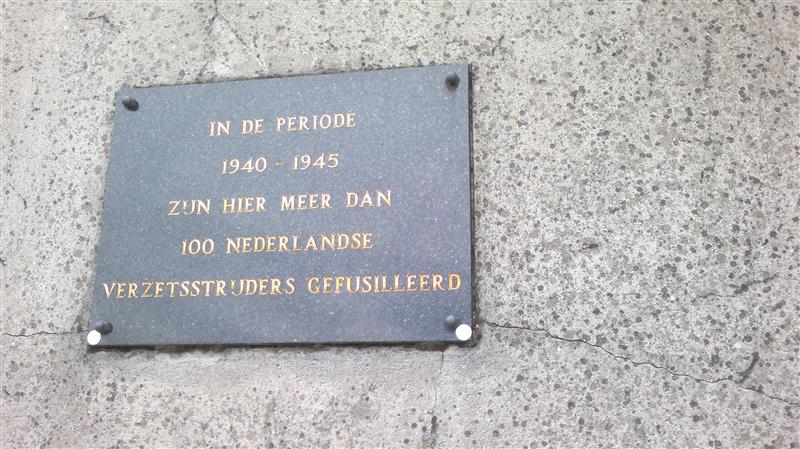 IN DE PERIODE
1940 - 1945
ZIJN HIER MEER DAN
100 NEDERLANDSE
VERZETSSTRIJDERS GEFUSILLEERD